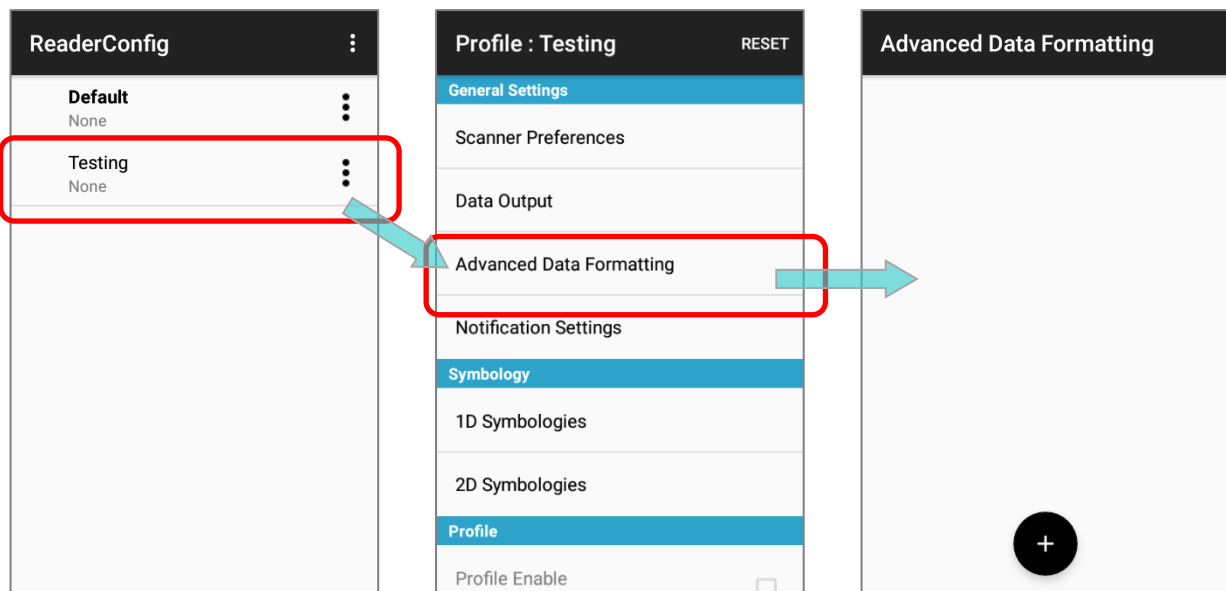 ReaderConfig
Default
None
Testing
None
Profile : Testing
RESET
General Settings
Scanner Preferences
Data Output
Advanced Data Formatting
Notification Settings
Symbology
1D Symbologies
2D Symbologies
Profile
Profile Enable
Advanced Data Formatting
+